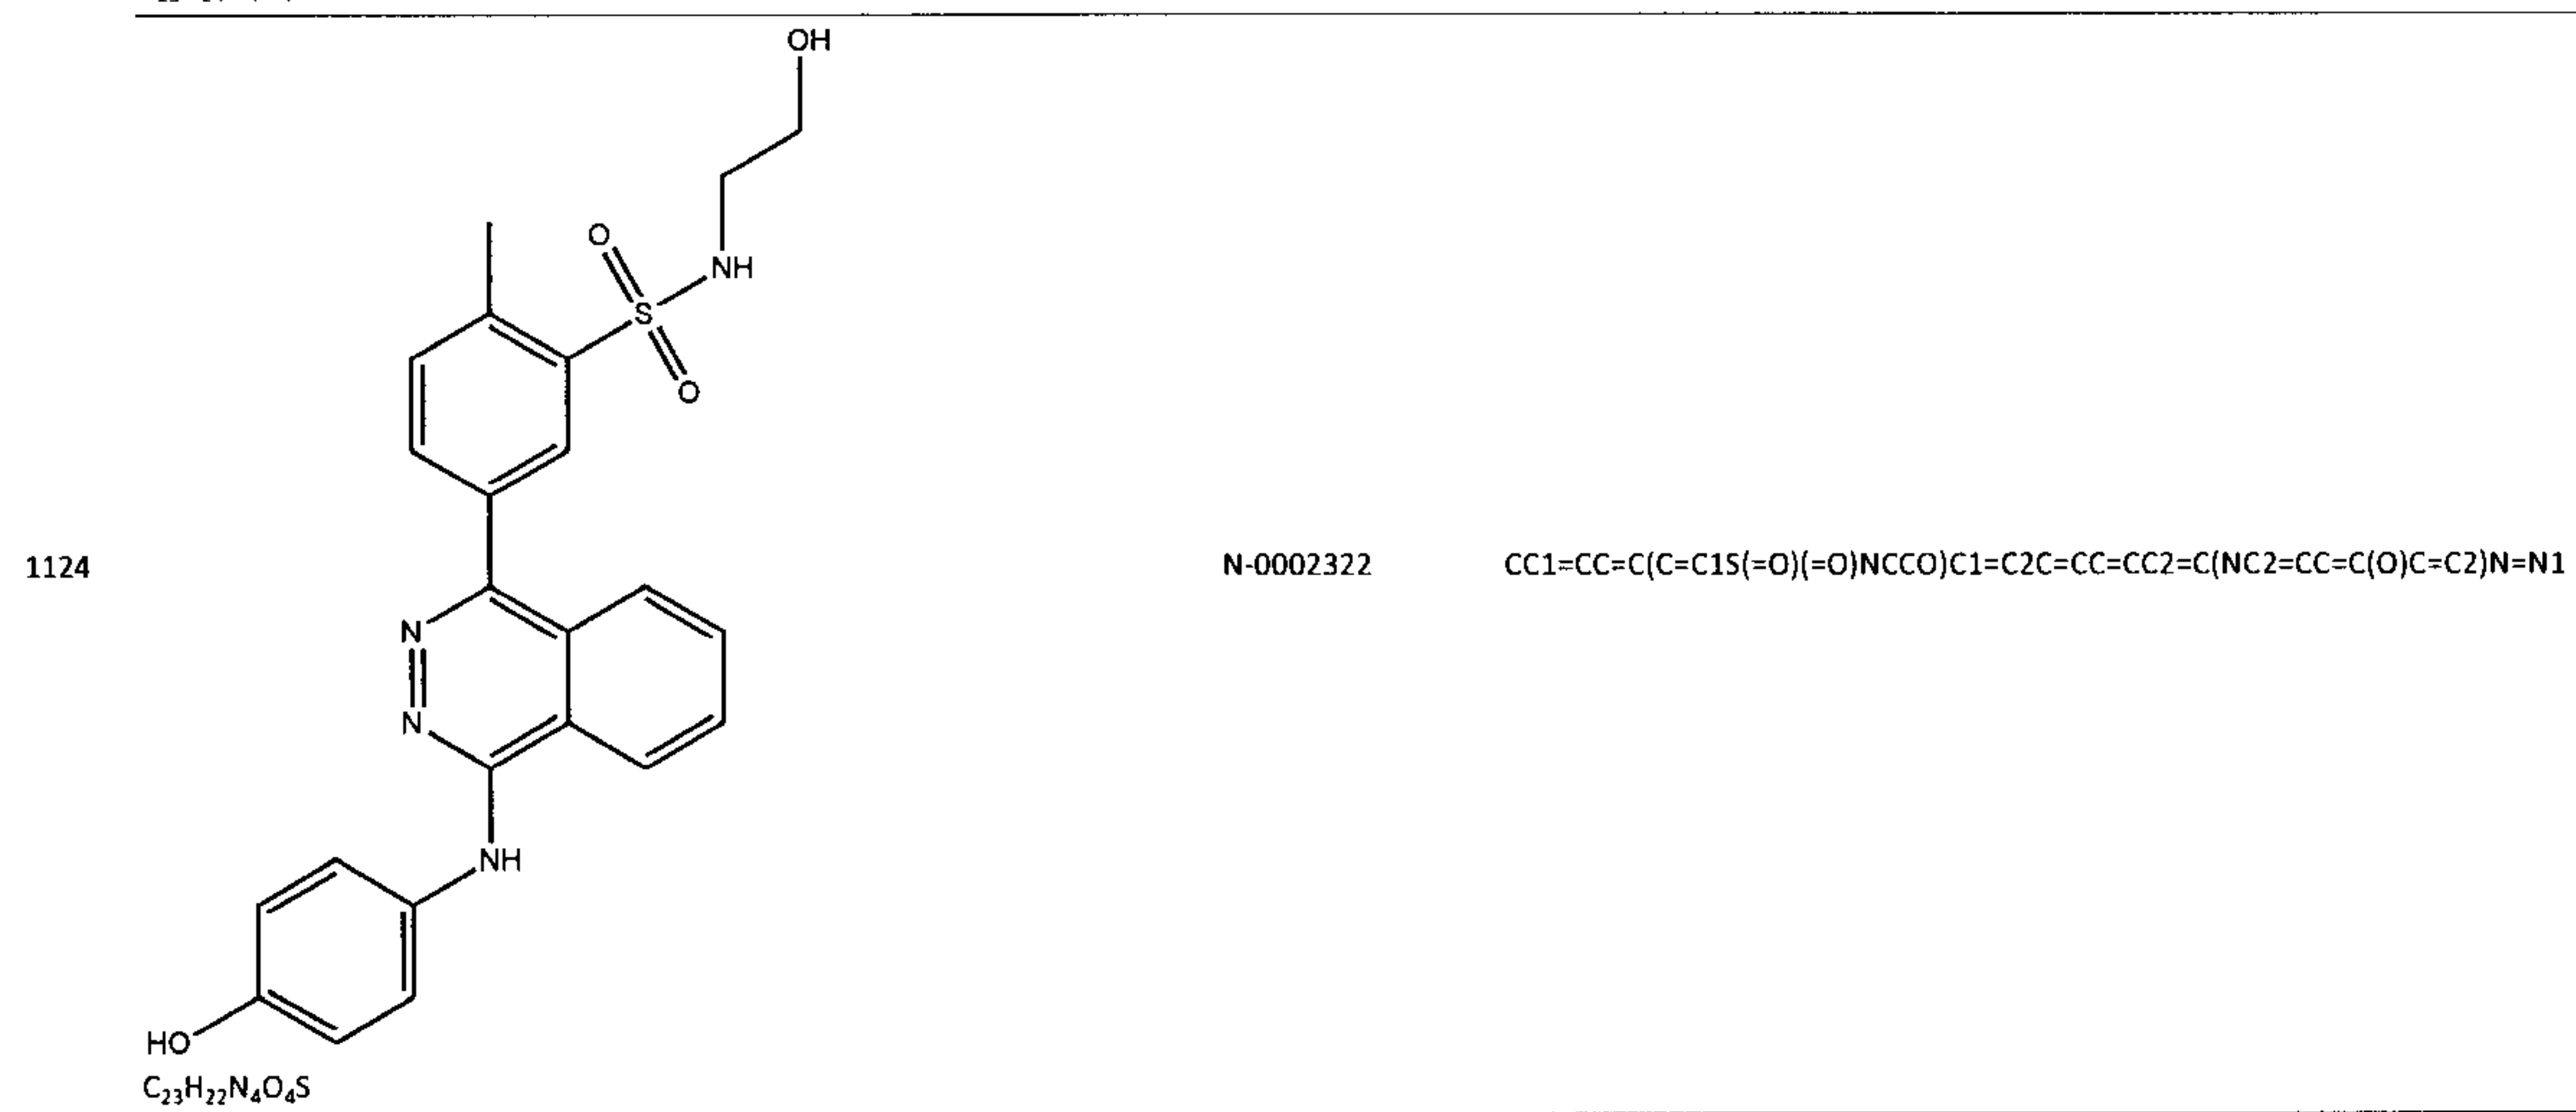 OH
O
NH
S
O
1124
N-0002322
CC1=CC=C(C=C1S(=O)(=O)NCCO)C1=C2C=CC=CC2=C(NC2=CC=C(O)C=C2)N=N1
N
N
NH
HO
C₂₃H₂₂N₄O₄S